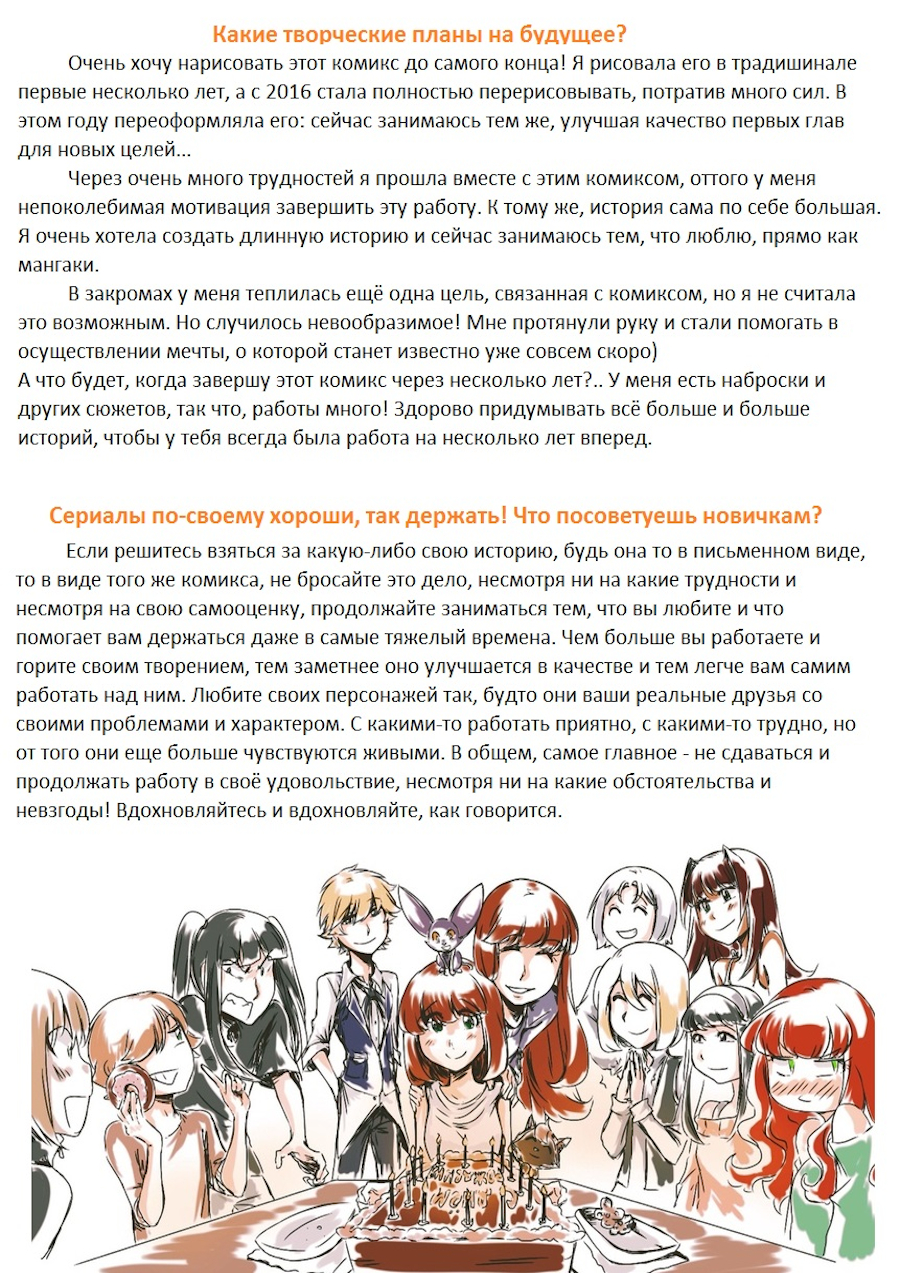 Какие творческие планы на будущее?
Очень хочу нарисовать этот комикс до самого конца! Я рисовала его в традишинале
первые несколько лет, а с 2016 стала полностью перерисовывать, потратив много сил. В
этом году переоформляла его: сейчас занимаюсь тем же, улучшая качество первых глав
для новых целей...
Через очень много трудностей я прошла вместе с этим комиксом, оттого у меня
непоколебимая мотивация завершить эту работу. К тому же, история сама по себе большая.
Я очень хотела создать длинную историю и сейчас занимаюсь тем, что люблю, прямо как
мангаки.
В закромах у меня теплилась ещё одна цель, связанная с комиксом, но я не считала
это возможным. Но случилось невообразимое! Мне протянули руку и стали помогать в
осуществлении мечты, о которой станет известно уже совсем скоро)
А что будет, когда завершу этот комикс через несколько лет?.. У меня есть наброски и
других сюжетов, так что, работы много! Здорово придумывать всё больше и больше
историй, чтобы у тебя всегда была работа на несколько лет вперед.
Сериалы по-своему хороши, так держать! Что посоветуешь новичкам?
Если решитесь взяться за какую-либо свою историю, будь она то в письменном виде,
то в виде того же комикса, не бросайте это дело, несмотря ни на какие трудности и
несмотря на свою самооценку, продолжайте заниматься тем, что вы любите и что
помогает вам держаться даже в самые тяжелый времена. Чем больше вы работаете и
горите своим творением, тем заметнее оно улучшается в качестве и тем легче вам самим
работать над ним. Любите своих персонажей так, будто они ваши реальные друзья со
своими проблемами и характером. С какими-то работать приятно, с какими-то трудно, но
от того они еще больше чувствуются живыми. В общем, самое главное - не сдаваться и
продолжать работу в своё удовольствие, несмотря ни на какие обстоятельства и
невзгоды! Вдохновляйтесь и вдохновляйте, как говорится.